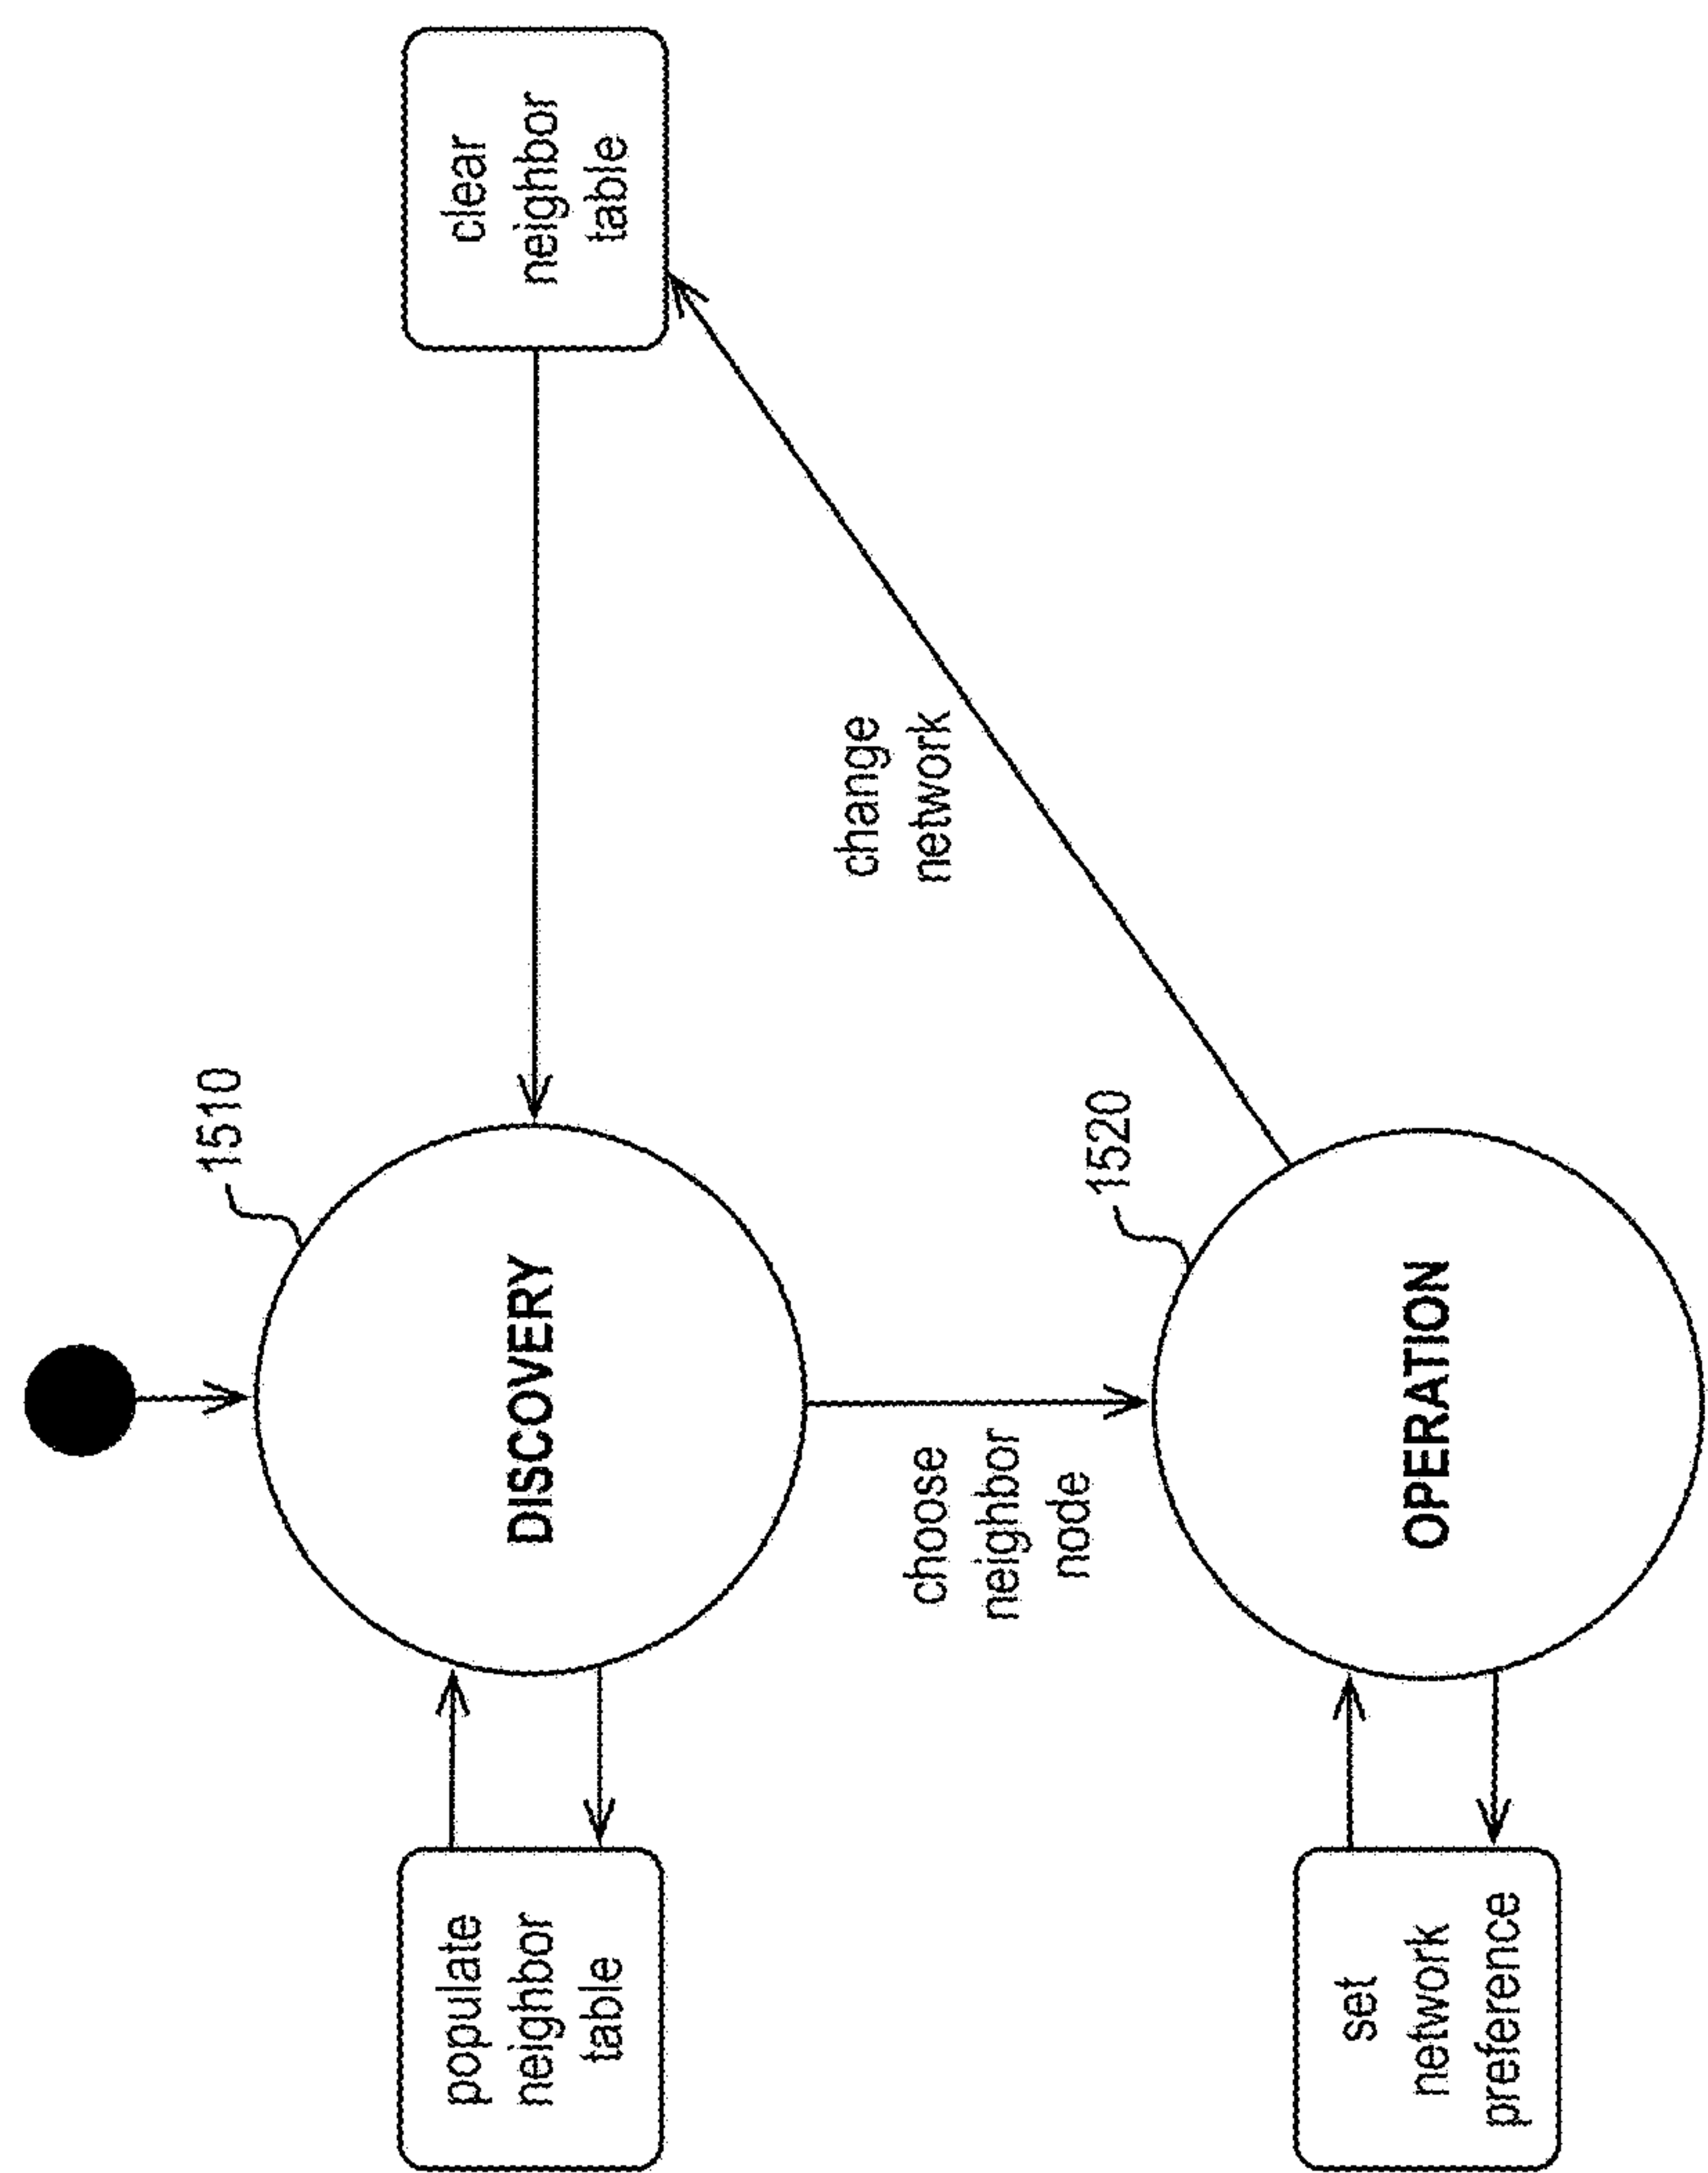 1510
DISCOVERY
populate
neighbor
table
clear
neighbor
table
choose
neighbor
node
change
network
1520
OPERATION
set
network
preference